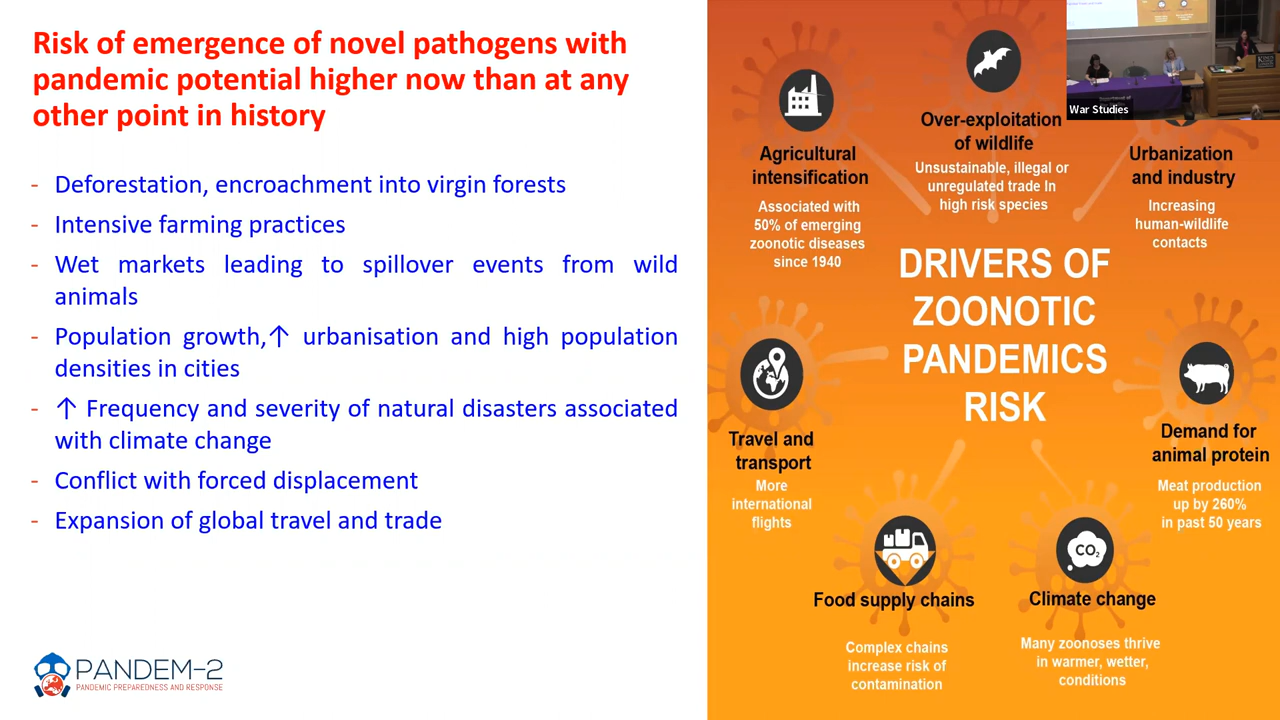 Risk of emergence of novel pathogens with
pandemic potential higher now than at any
other point in history
- Deforestation, encroachment into virgin forests
- Intensive farming practices
- Wet markets leading to spillover events from wild
animals
- Population growth,↑ urbanisation and high population
densities in cities
- ↑ Frequency and severity of natural disasters associated
with climate change
- Conflict with forced displacement
- Expansion of global travel and trade
PANDEM-2
PANDEMIC PREPAREDNESS AND RESPONSE
War Studies
Agricultural
intensification
Associated with
50% of emerging
zoonotic diseases
since 1940
Over-exploitation
of wildlife
Unsustainable, illegal or
unregulated trade In
high risk species
Urbanization
and industry
Increasing
human-wildlife
contacts
DRIVERS OF
ZOONOTIC
PANDEMICS
RISK
Travel and
transport
More
international
flights
Demand for
animal protein
Meat production
up by 260%
in past 50 years
Food supply chains
Complex chains
increase risk of
contamination
CO₂
Climate change
Many zoonoses thrive
in warmer, wetter,
conditions